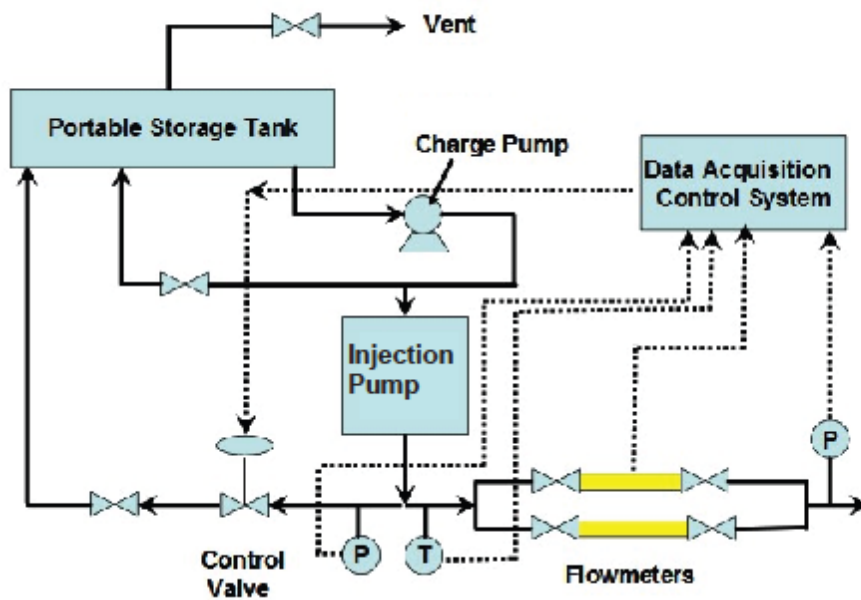 Vent
Portable Storage Tank
Charge Pump
Data Acquisition
Control System
Injection
Pump
P
P
T
Control
Valve
Flowmeters